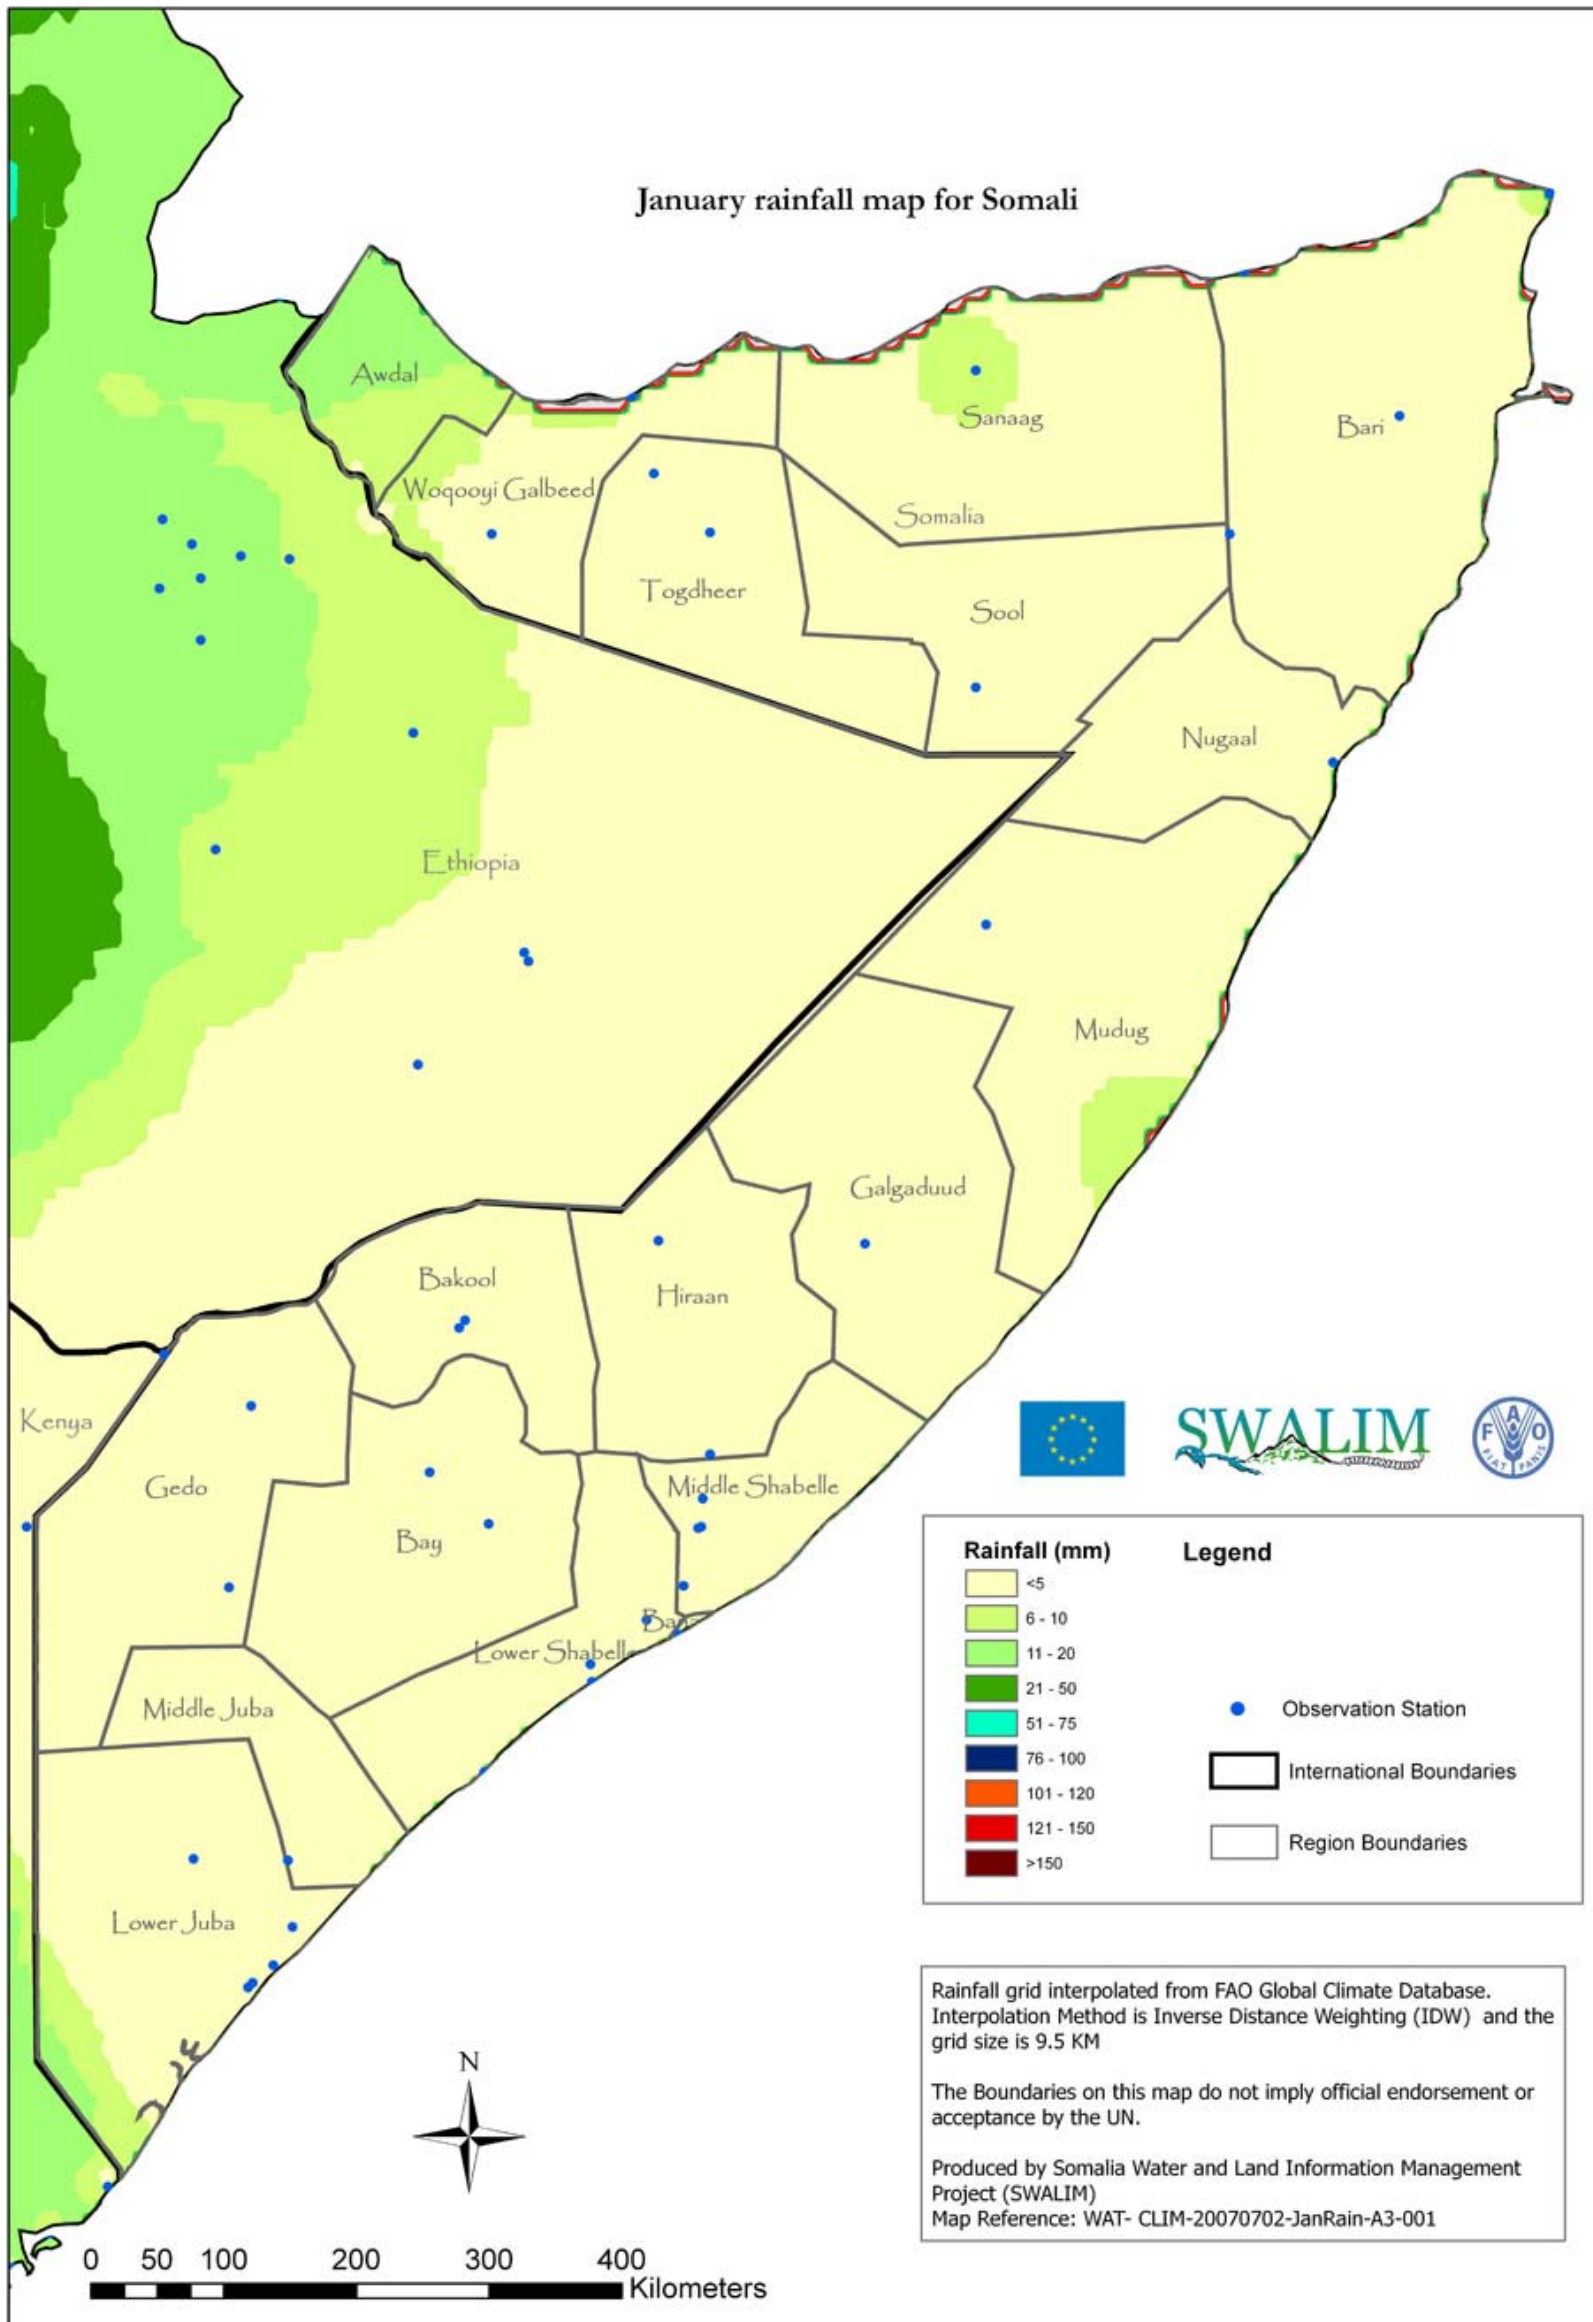 January rainfall map for Somali
Awdal
Sanaag
Bari
Woqooyi Galbeed
Somalia
Togdheer
Sool
Nugaal
Ethiopia
Mudug
Galgaduud
Bakool
Hiraan
Kenya
SWALIM
F A O
FIAT PANIS
Gedo
Middle Shabelle
Bay
Lower Shabelle
Middle Juba
Lower Juba
Rainfall (mm)
Legend
<5
6 - 10
11 - 20
21 - 50
51 - 75
76 - 100
101 - 120
121 - 150
>150
Observation Station
International Boundaries
Region Boundaries
Rainfall grid interpolated from FAO Global Climate Database.
Interpolation Method is Inverse Distance Weighting (IDW) and the
grid size is 9.5 KM
The Boundaries on this map do not imply official endorsement or
acceptance by the UN.
Produced by Somalia Water and Land Information Management
Project (SWALIM)
Map Reference: WAT- CLIM-20070702-JanRain-A3-001
N
0 50 100 200 300 400
Kilometers